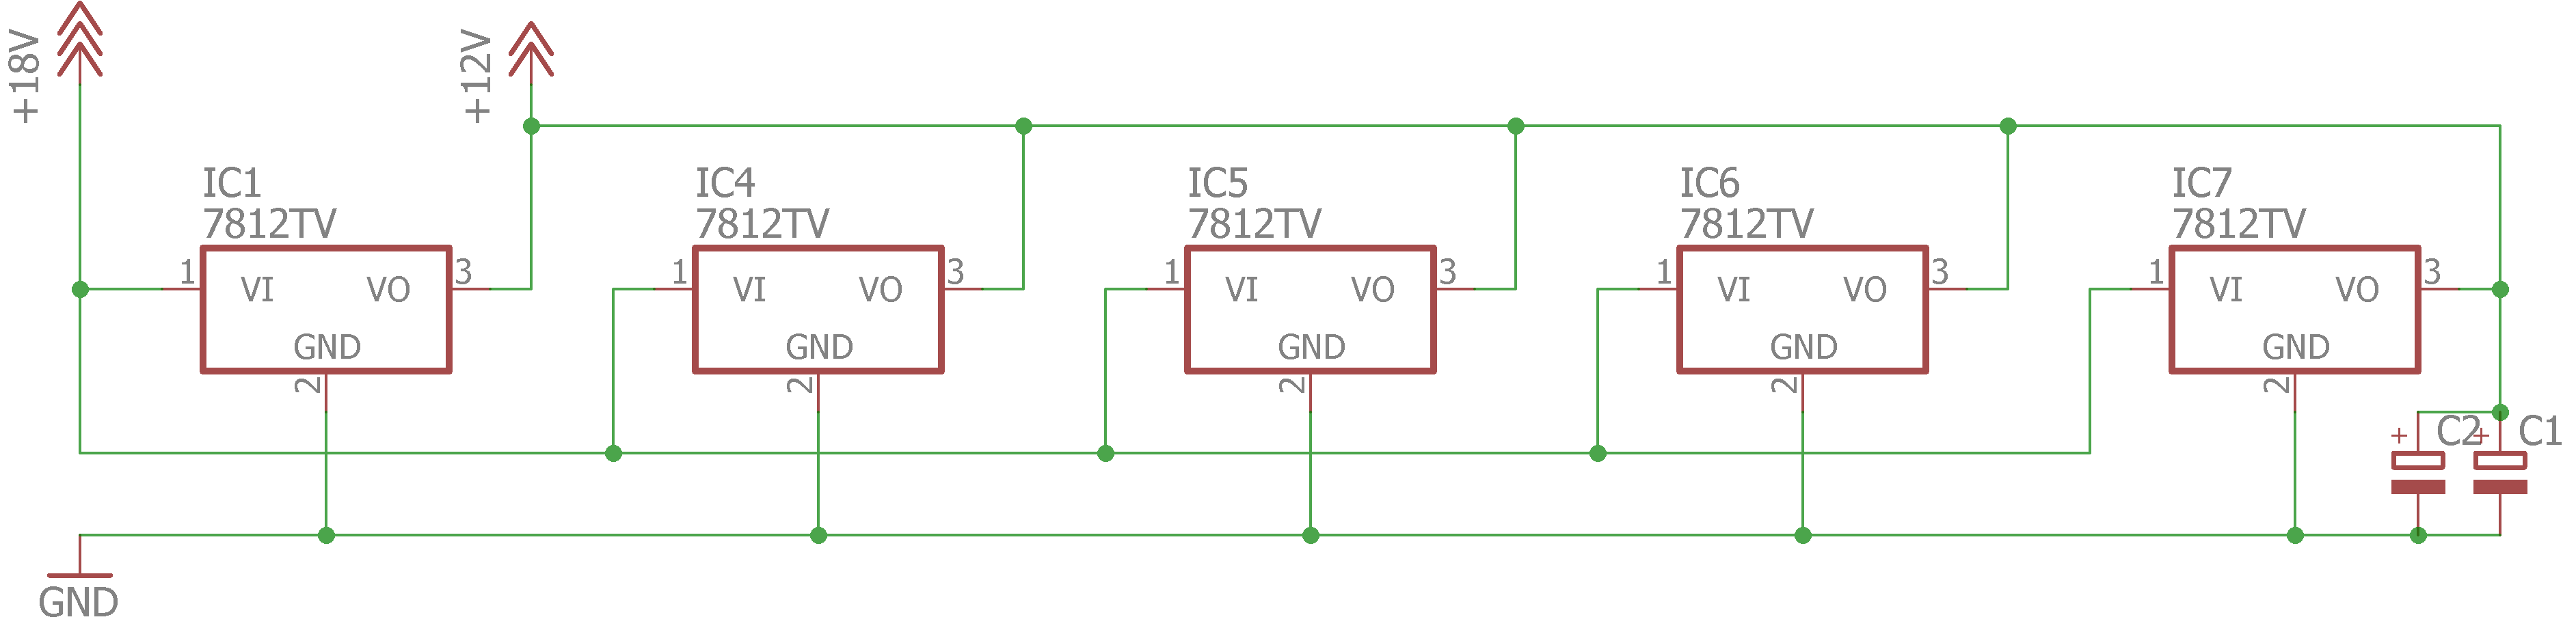 +18V
+12V
IC1
7812TV
1
VI
VO
3
GND
2
IC4
7812TV
1
VI
VO
3
GND
2
IC5
7812TV
1
VI
VO
3
GND
2
IC6
7812TV
1
VI
VO
3
GND
2
IC7
7812TV
1
VI
VO
3
GND
2
+ C2
+ C1
GND